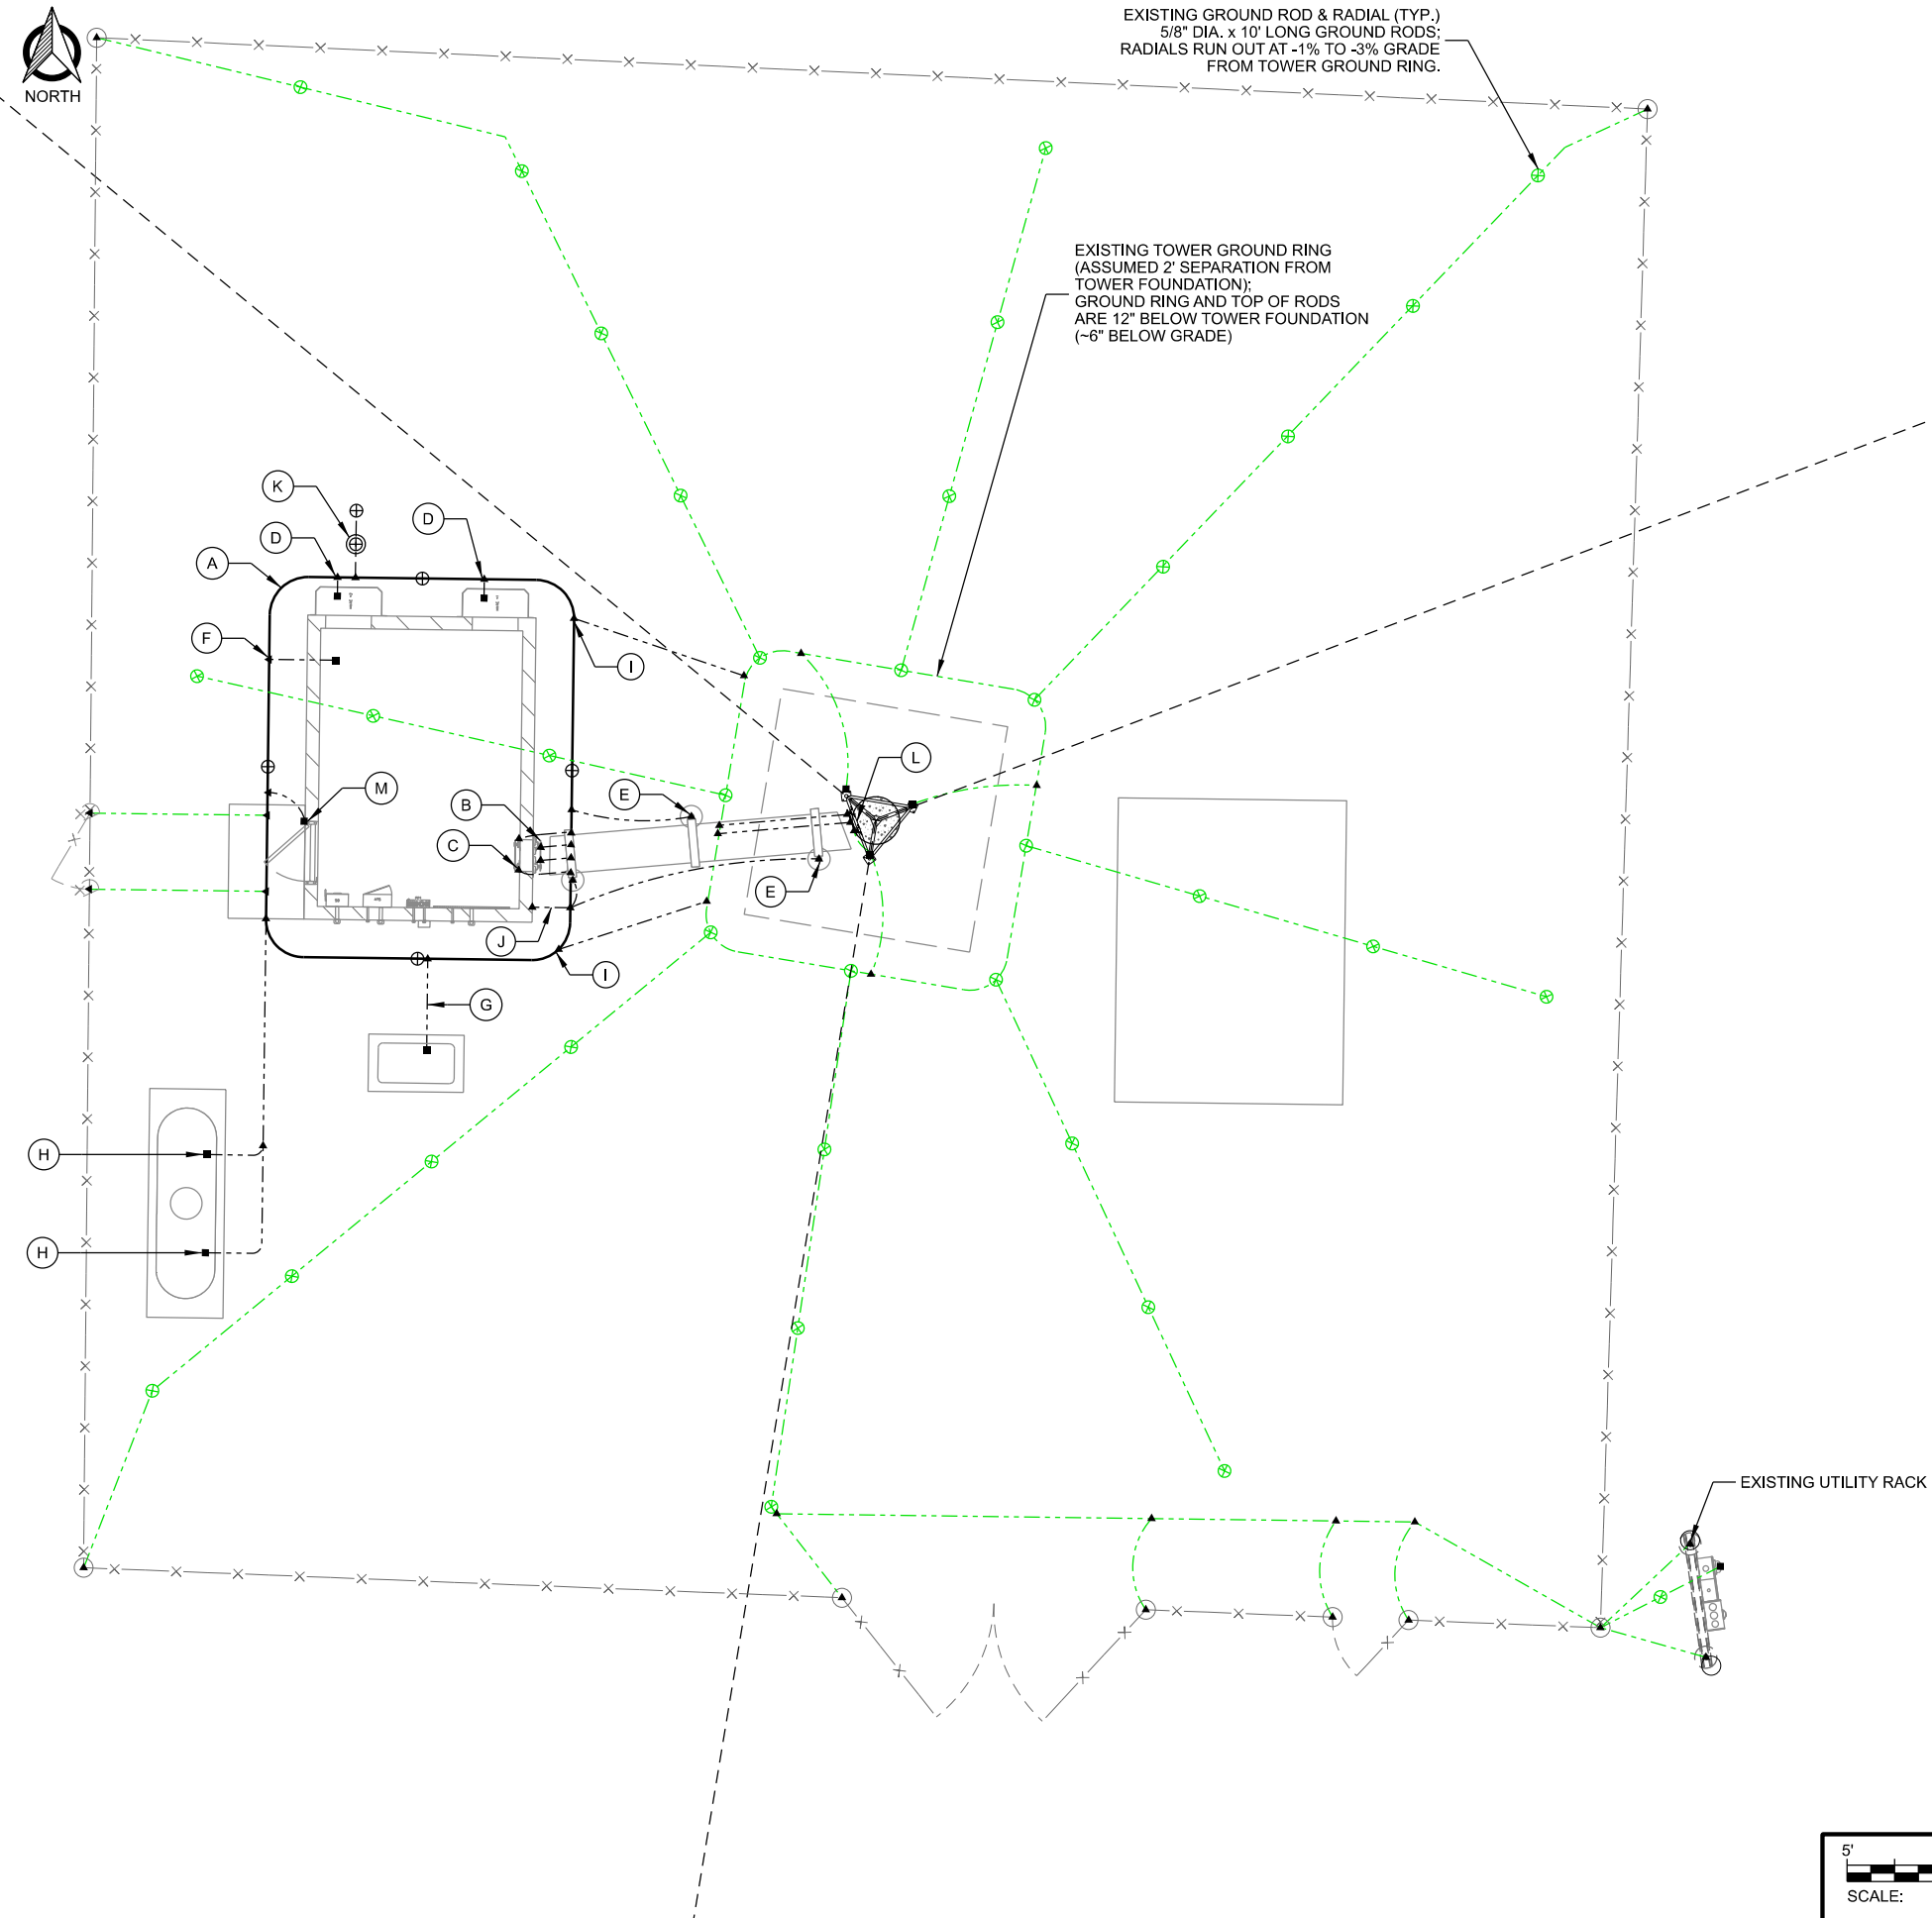 EXISTING GROUND ROD & RADIAL (TYP.)
5/8" DIA. x 10' LONG GROUND RODS;
RADIALS RUN OUT AT -1% TO -3% GRADE
FROM TOWER GROUND RING.
NORTH
EXISTING TOWER GROUND RING
(ASSUMED 2' SEPARATION FROM
TOWER FOUNDATION);
GROUND RING AND TOP OF RODS
ARE 12" BELOW TOWER FOUNDATION
(~6" BELOW GRADE)
K
D
D
A
F
I
L
M
E
B
C
E
J
I
G
H
H
EXISTING UTILITY RACK
5'
SCALE: